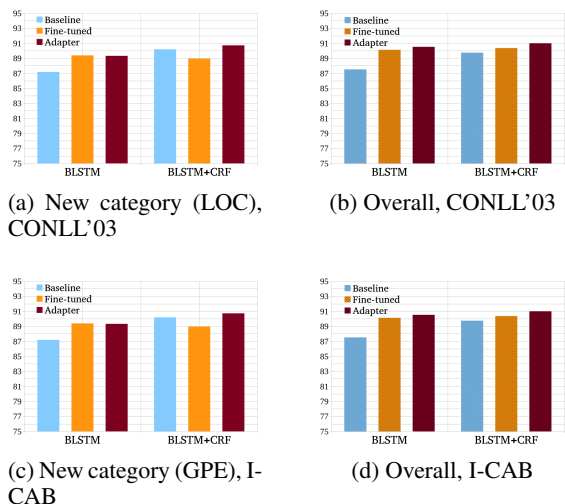 95
93
91
89
87
85
83
81
79
77
75
Baseline
Fine-tuned
Adapter
BLSTM
BLSTM+CRF
(a) New category (LOC),
CONLL'03
95
93
91
89
87
85
83
81
79
77
75
Baseline
Fine-tuned
Adapter
BLSTM
BLSTM+CRF
(b) Overall, CONLL'03
95
93
91
89
87
85
83
81
79
77
75
Baseline
Fine-tuned
Adapter
BLSTM
BLSTM+CRF
(c) New category (GPE), I-
CAB
95
93
91
89
87
85
83
81
79
77
75
Baseline
Fine-tuned
Adapter
BLSTM
BLSTM+CRF
(d) Overall, I-CAB